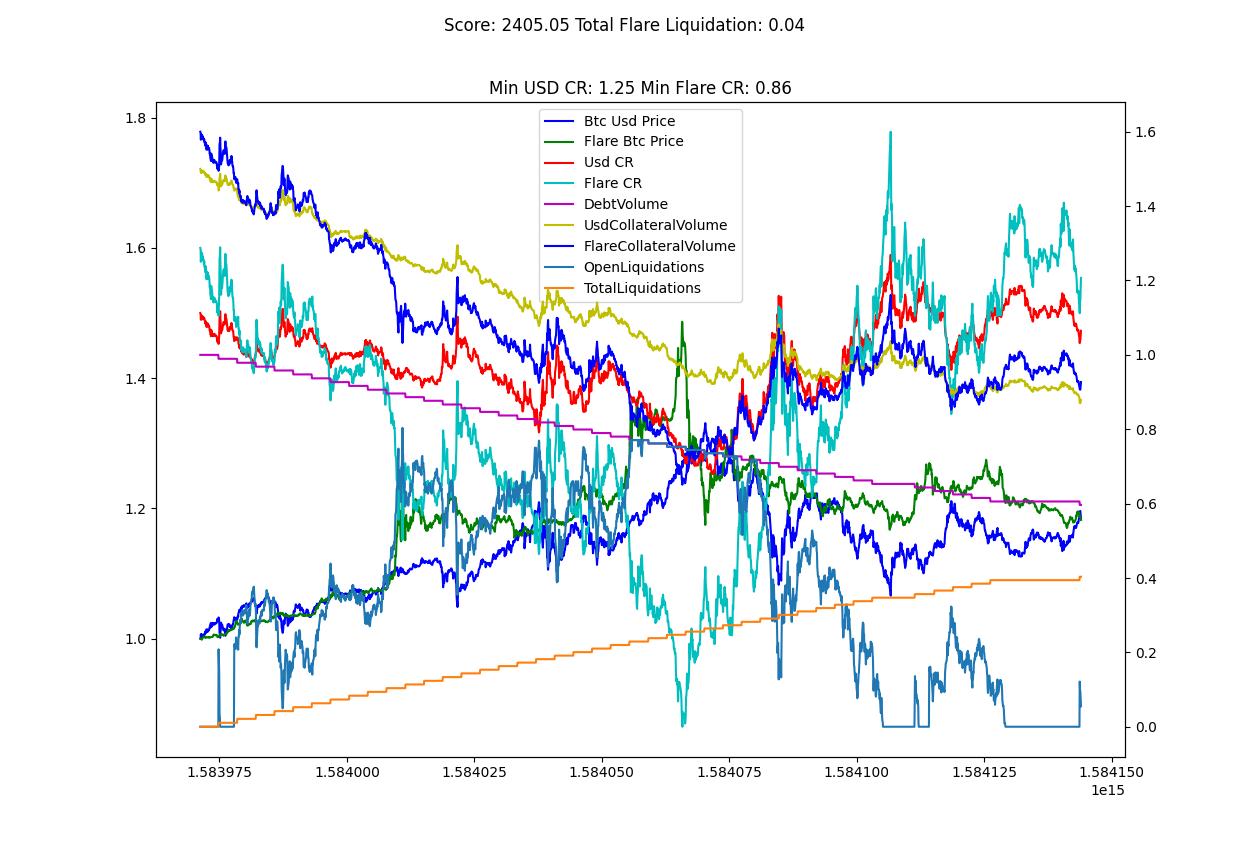 Score: 2405.05 Total Flare Liquidation: 0.04
Min USD CR: 1.25 Min Flare CR: 0.86
Btc Usd Price
Flare Btc Price
Usd CR
Flare CR
DebtVolume
UsdCollateralVolume
FlareCollateralVolume
OpenLiquidations
TotalLiquidations
1.8
1.6
1.4
1.2
1.0
1.6
1.4
1.2
1.0
0.8
0.6
0.4
0.2
0.0
1.583975 1.584000 1.584025 1.584050 1.584075 1.584100 1.584125 1.584150
1e15